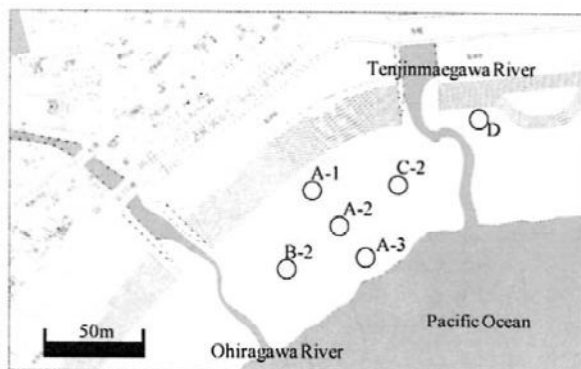 Tenjinmaegawa River
D
A-1
C-2
A-2
B-2
A-3
50m
Pacific Ocean
Ohiragawa River